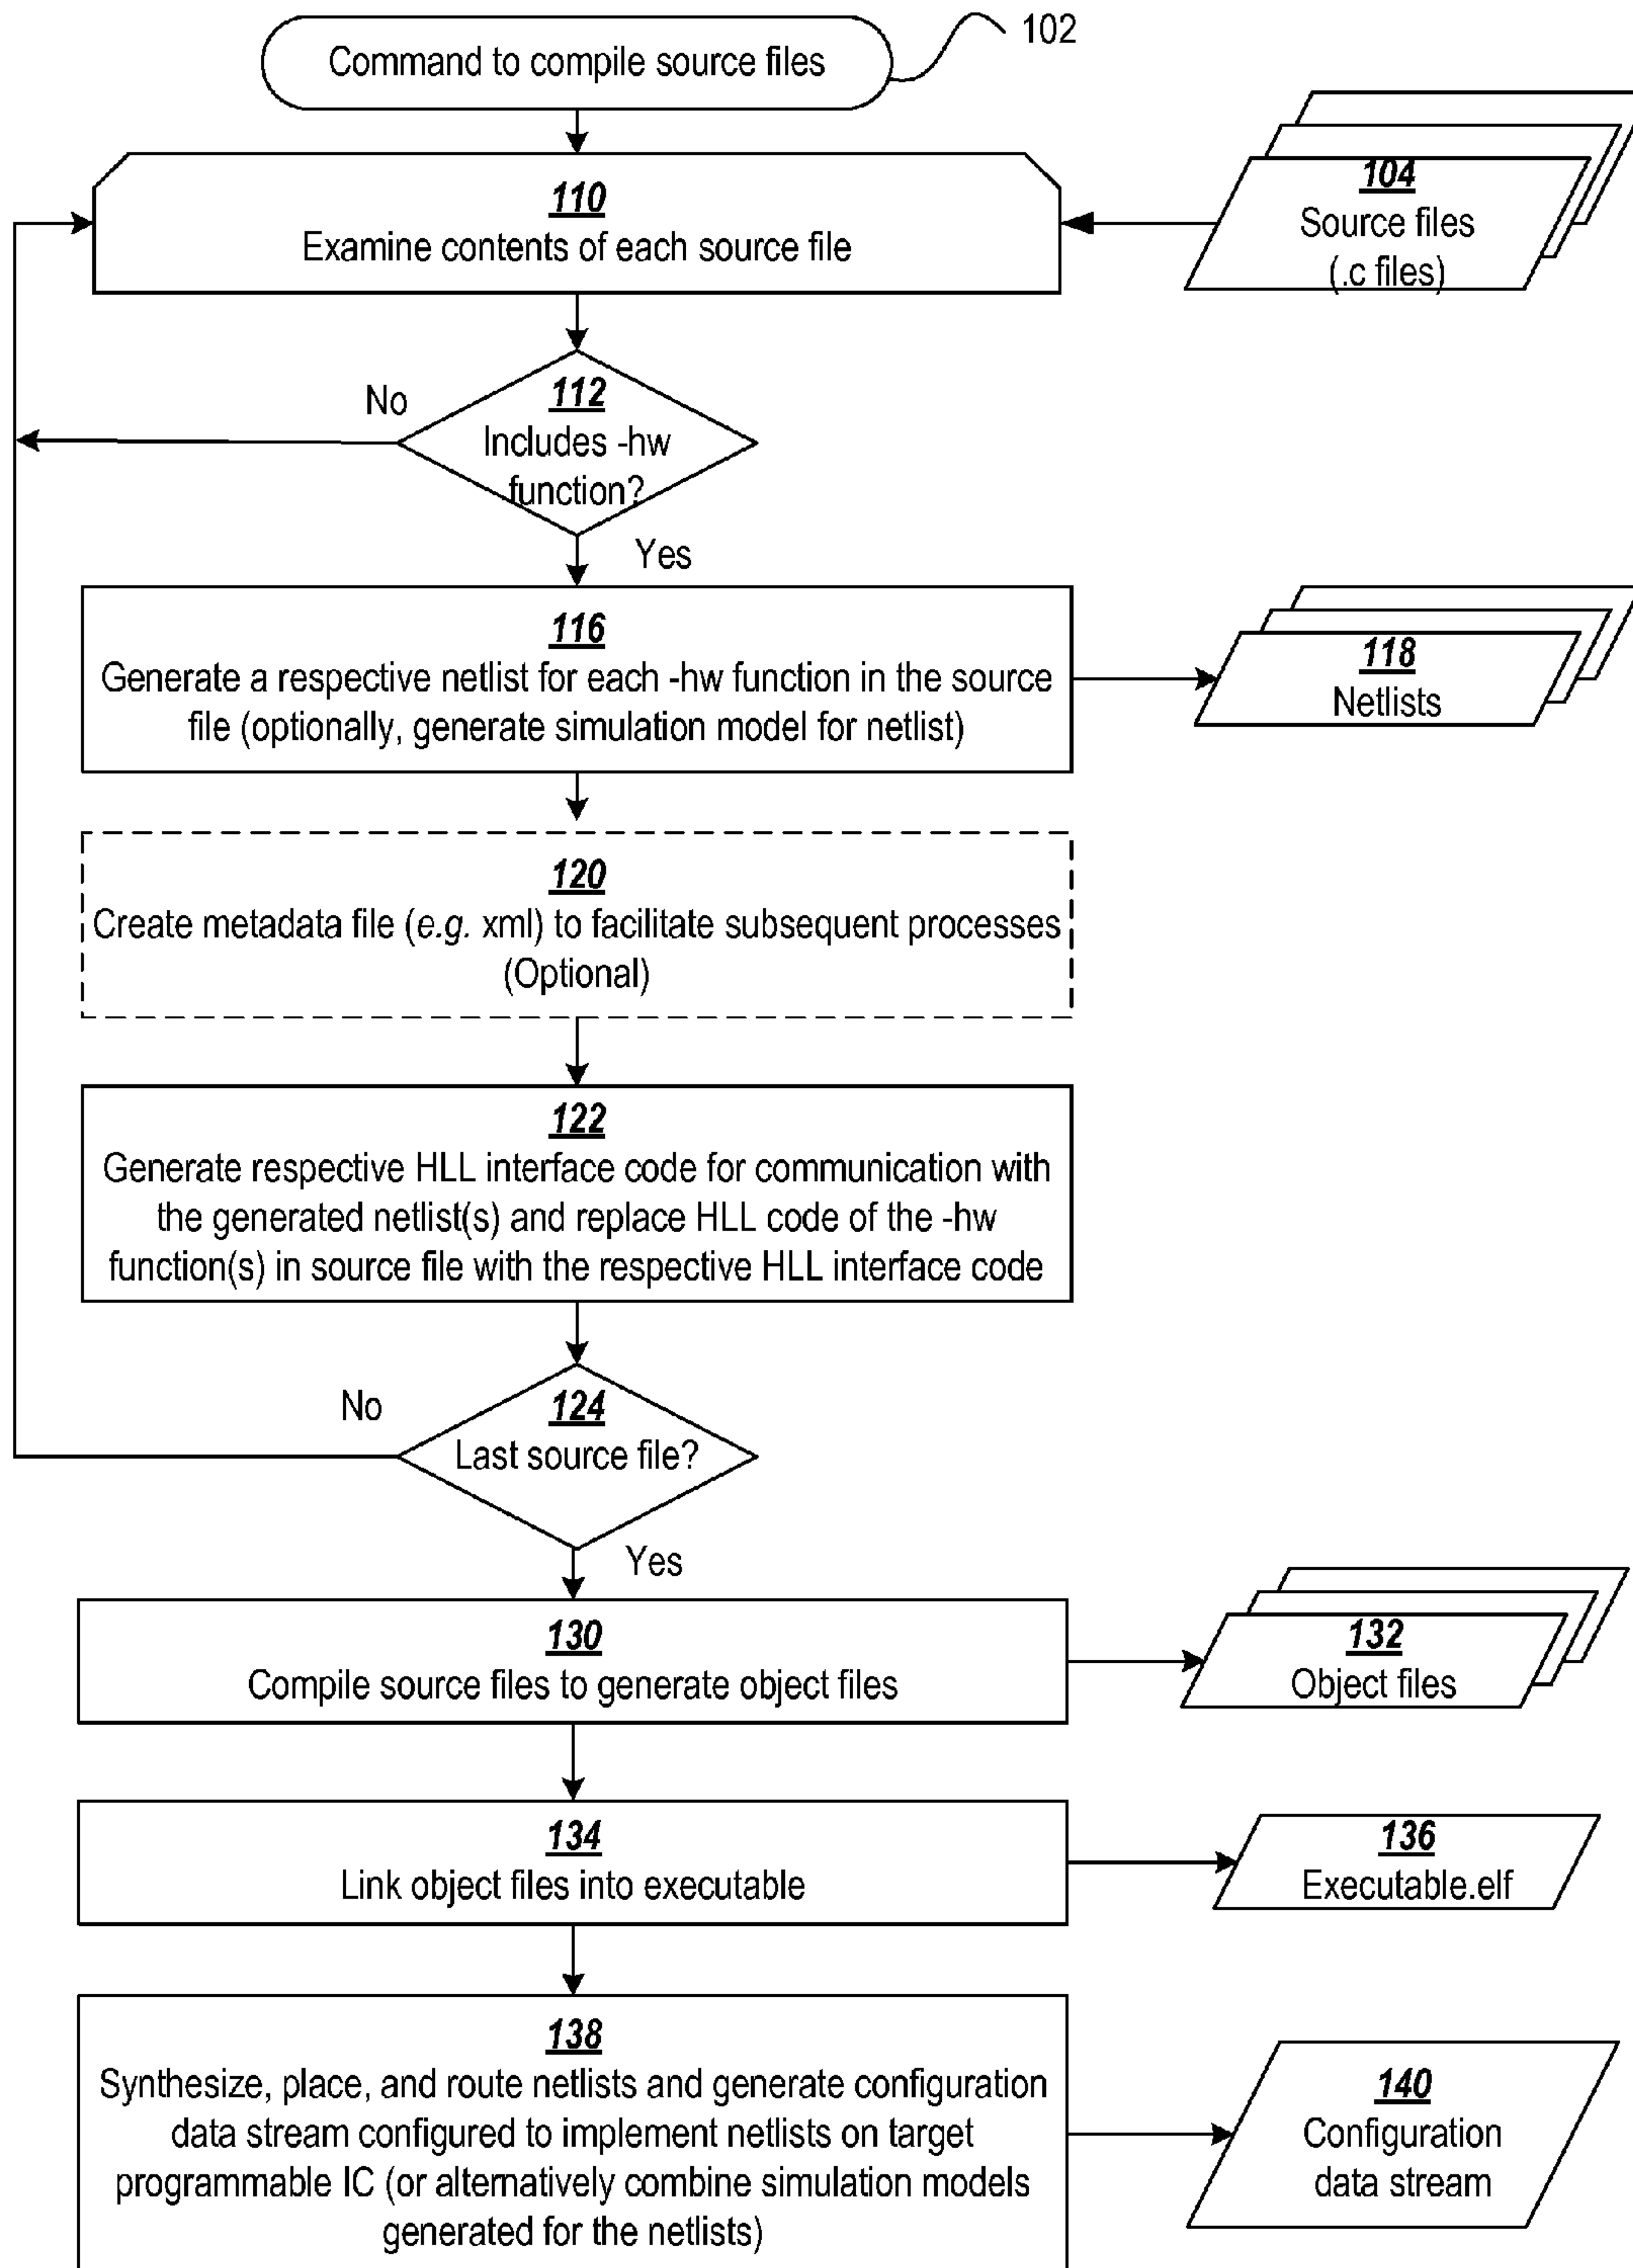 Command to compile source files
102
110
Examine contents of each source file
104
Source files
(.c files)
112
Includes -hw
function?
No
Yes
116
Generate a respective netlist for each -hw function in the source
file (optionally, generate simulation model for netlist)
118
Netlists
120
Create metadata file (e.g. xml) to facilitate subsequent processes
(Optional)
122
Generate respective HLL interface code for communication with
the generated netlist(s) and replace HLL code of the -hw
function(s) in source file with the respective HLL interface code
No
124
Last source file?
Yes
130
Compile source files to generate object files
132
Object files
134
Link object files into executable
136
Executable.elf
138
Synthesize, place, and route netlists and generate configuration
data stream configured to implement netlists on target
programmable IC (or alternatively combine simulation models
generated for the netlists)
140
Configuration
data stream